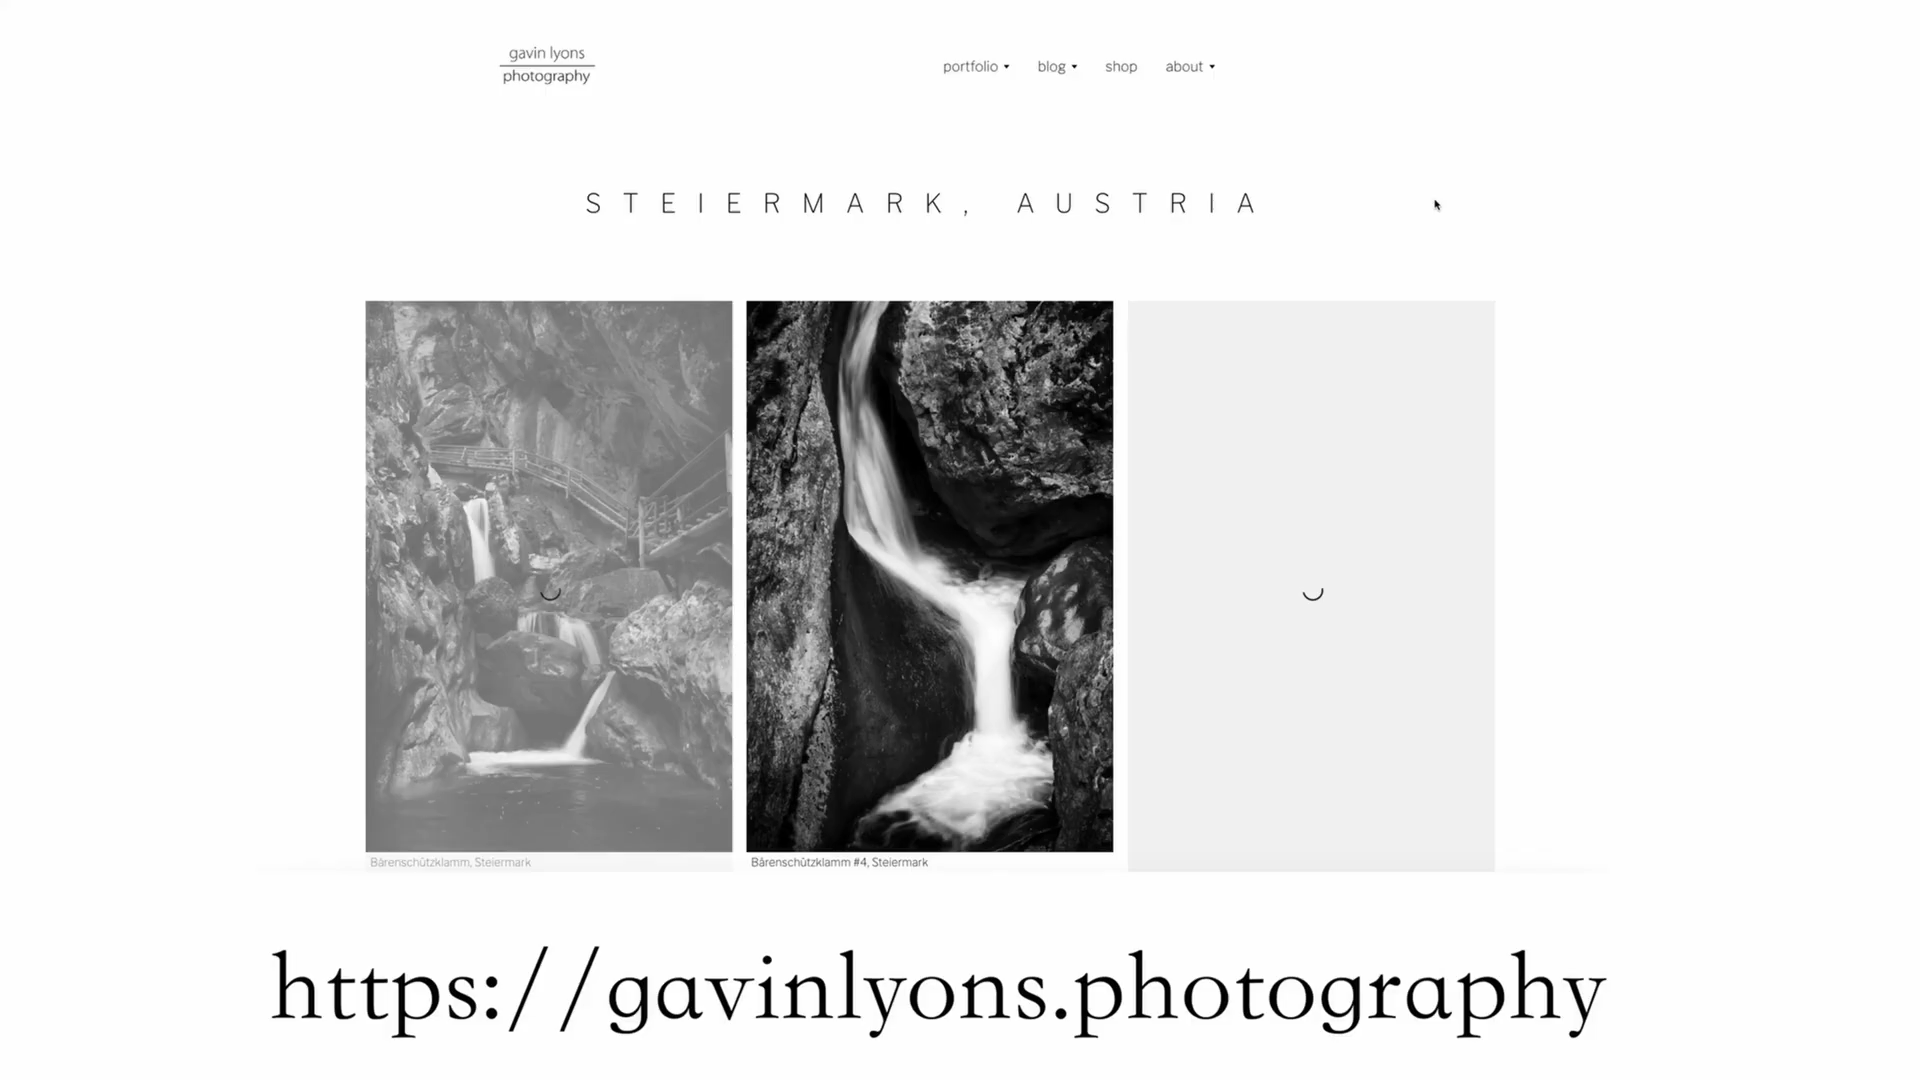 gavin lyons
photography
portfolio ▾ blog ▾ shop about ▾
STEIERMARK, AUSTRIA
Bärenschützklamm, Steiermark
Bärenschützklamm #4, Steiermark
https://gavinlyons.photography